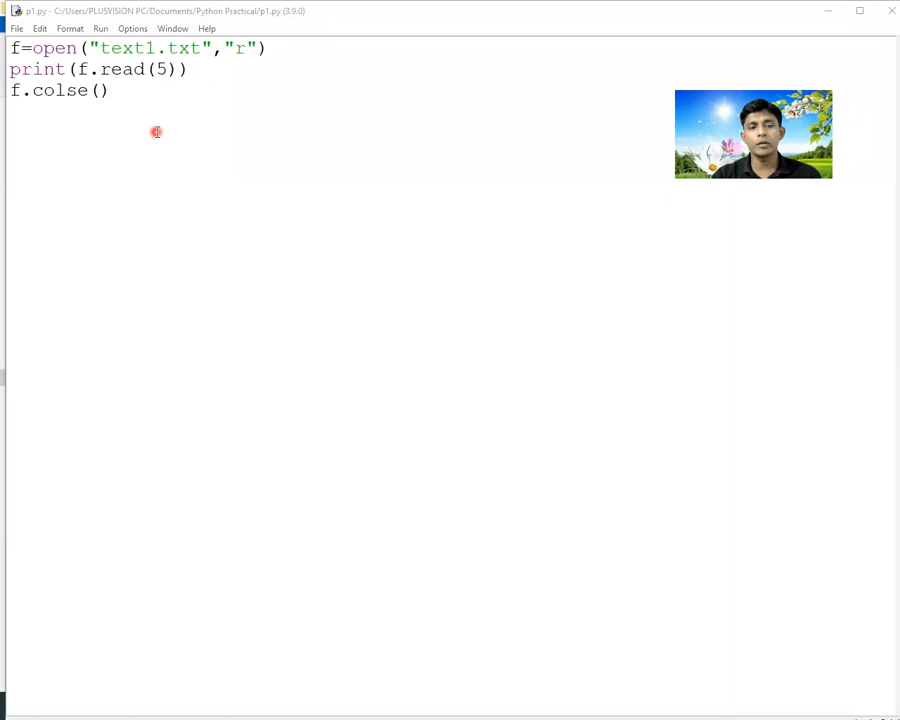 p1.py - C:/Users/PLUSVISION PC/Documents/Python Practical/p1.py (3.9.0)
File Edit Format Run Options Window Help
f=open("text1.txt","r")
print(f.read(5))
f.colse()